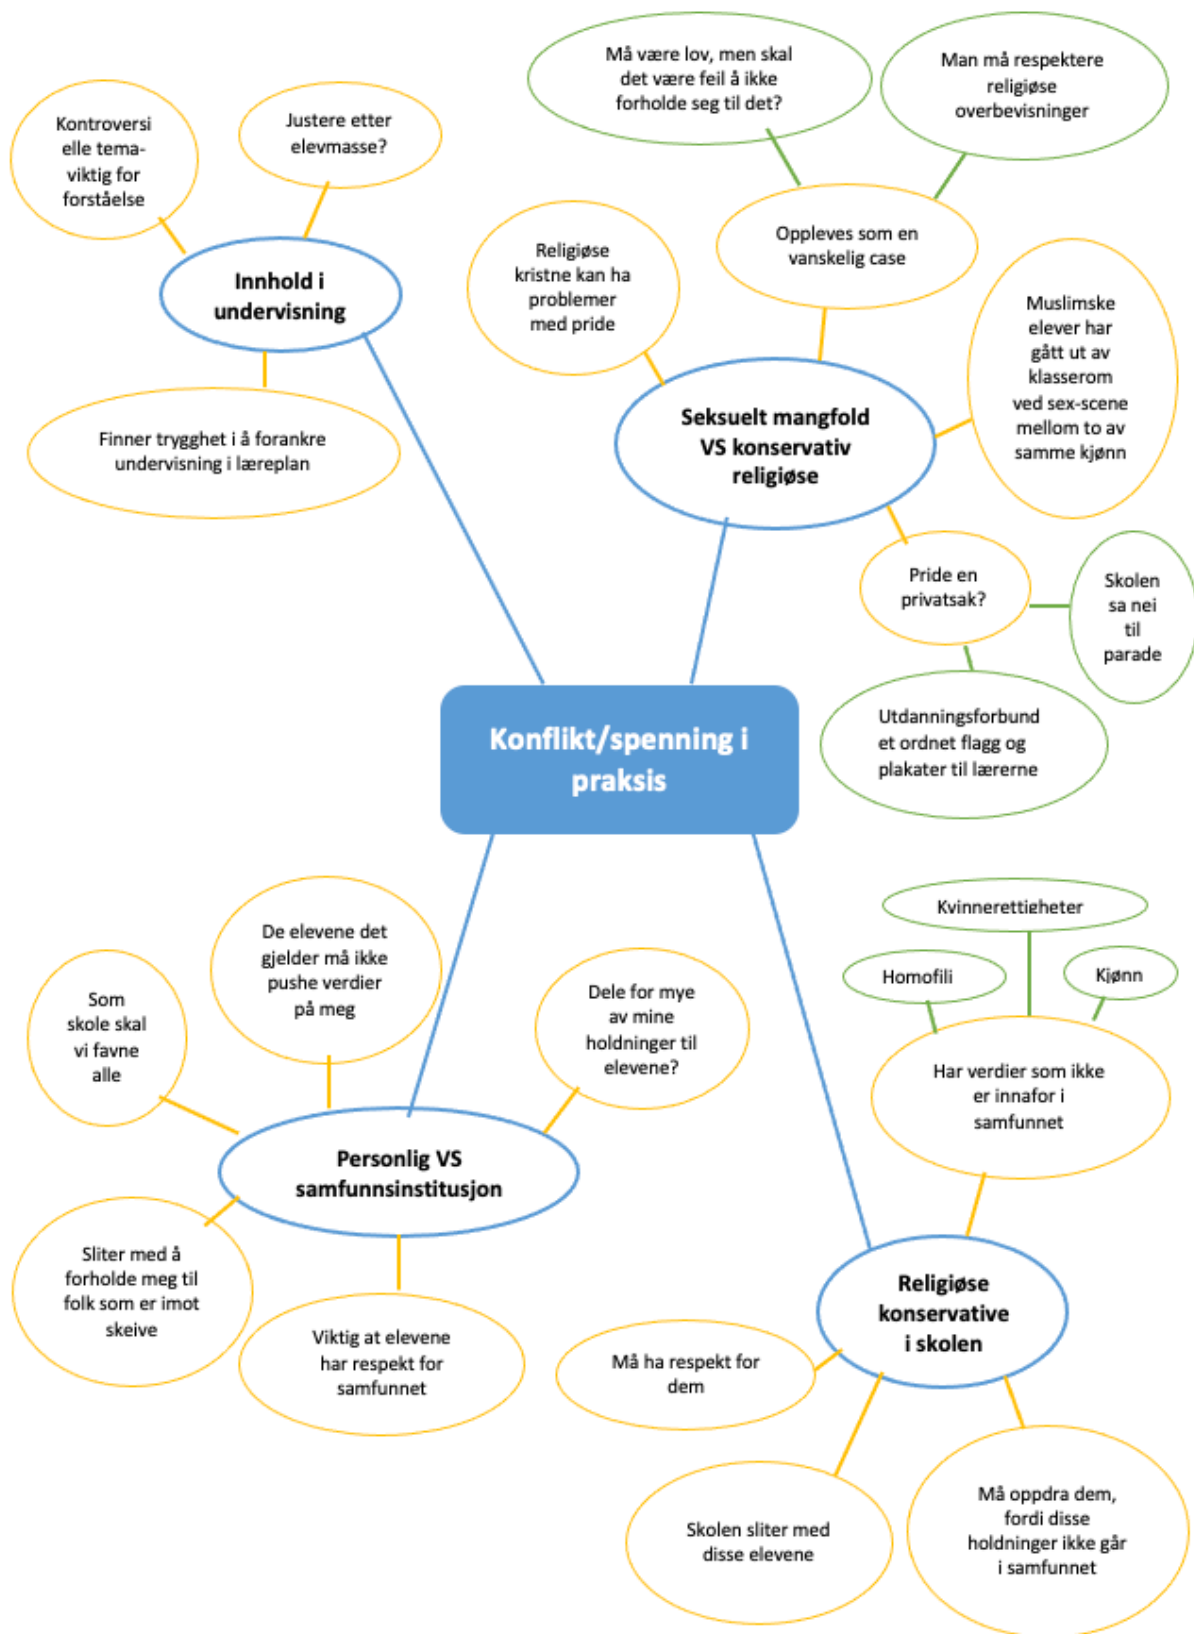 Må være lov, men skal
det være feil å ikke
forholde seg til det?
Man må respektere
religiøse
overbevisninger
Kontroversi
elle tema-
viktig for
forståelse
Justere etter
elevmasse?
Oppleves som en
vanskelig case
Religiøse
kristne kan ha
problemer
med pride
Innhold i
undervisning
Muslimske
elever har
gått ut av
klasserom
ved sex-scene
mellom to av
samme kjønn
Finner trygghet i å forankre
undervisning i læreplan
Seksuelt mangfold
VS konservativ
religiøse
Pride en
privatsak?
Skolen
sa nei
til
parade
Utdanningsforbund
et ordnet flagg og
plakater til lærerne
Konflikt/spenning i
praksis
Kvinnerettigheter
Homofili
Kjønn
De elevene det
gjelder må ikke
pushe verdier
på meg
Som
skole skal
vi favne
alle
Dele for mye
av mine
holdninger til
elevene?
Har verdier som ikke
er innafor i
samfunnet
Personlig VS
samfunnsinstitusjon
Sliter med å
forholde meg til
folk som er imot
skeive
Viktig at elevene
har respekt for
samfunnet
Religiøse
konservative
i skolen
Må ha respekt for
dem
Skolen sliter med
disse elevene
Må oppdra dem,
fordi disse
holdninger ikke går
i samfunnet